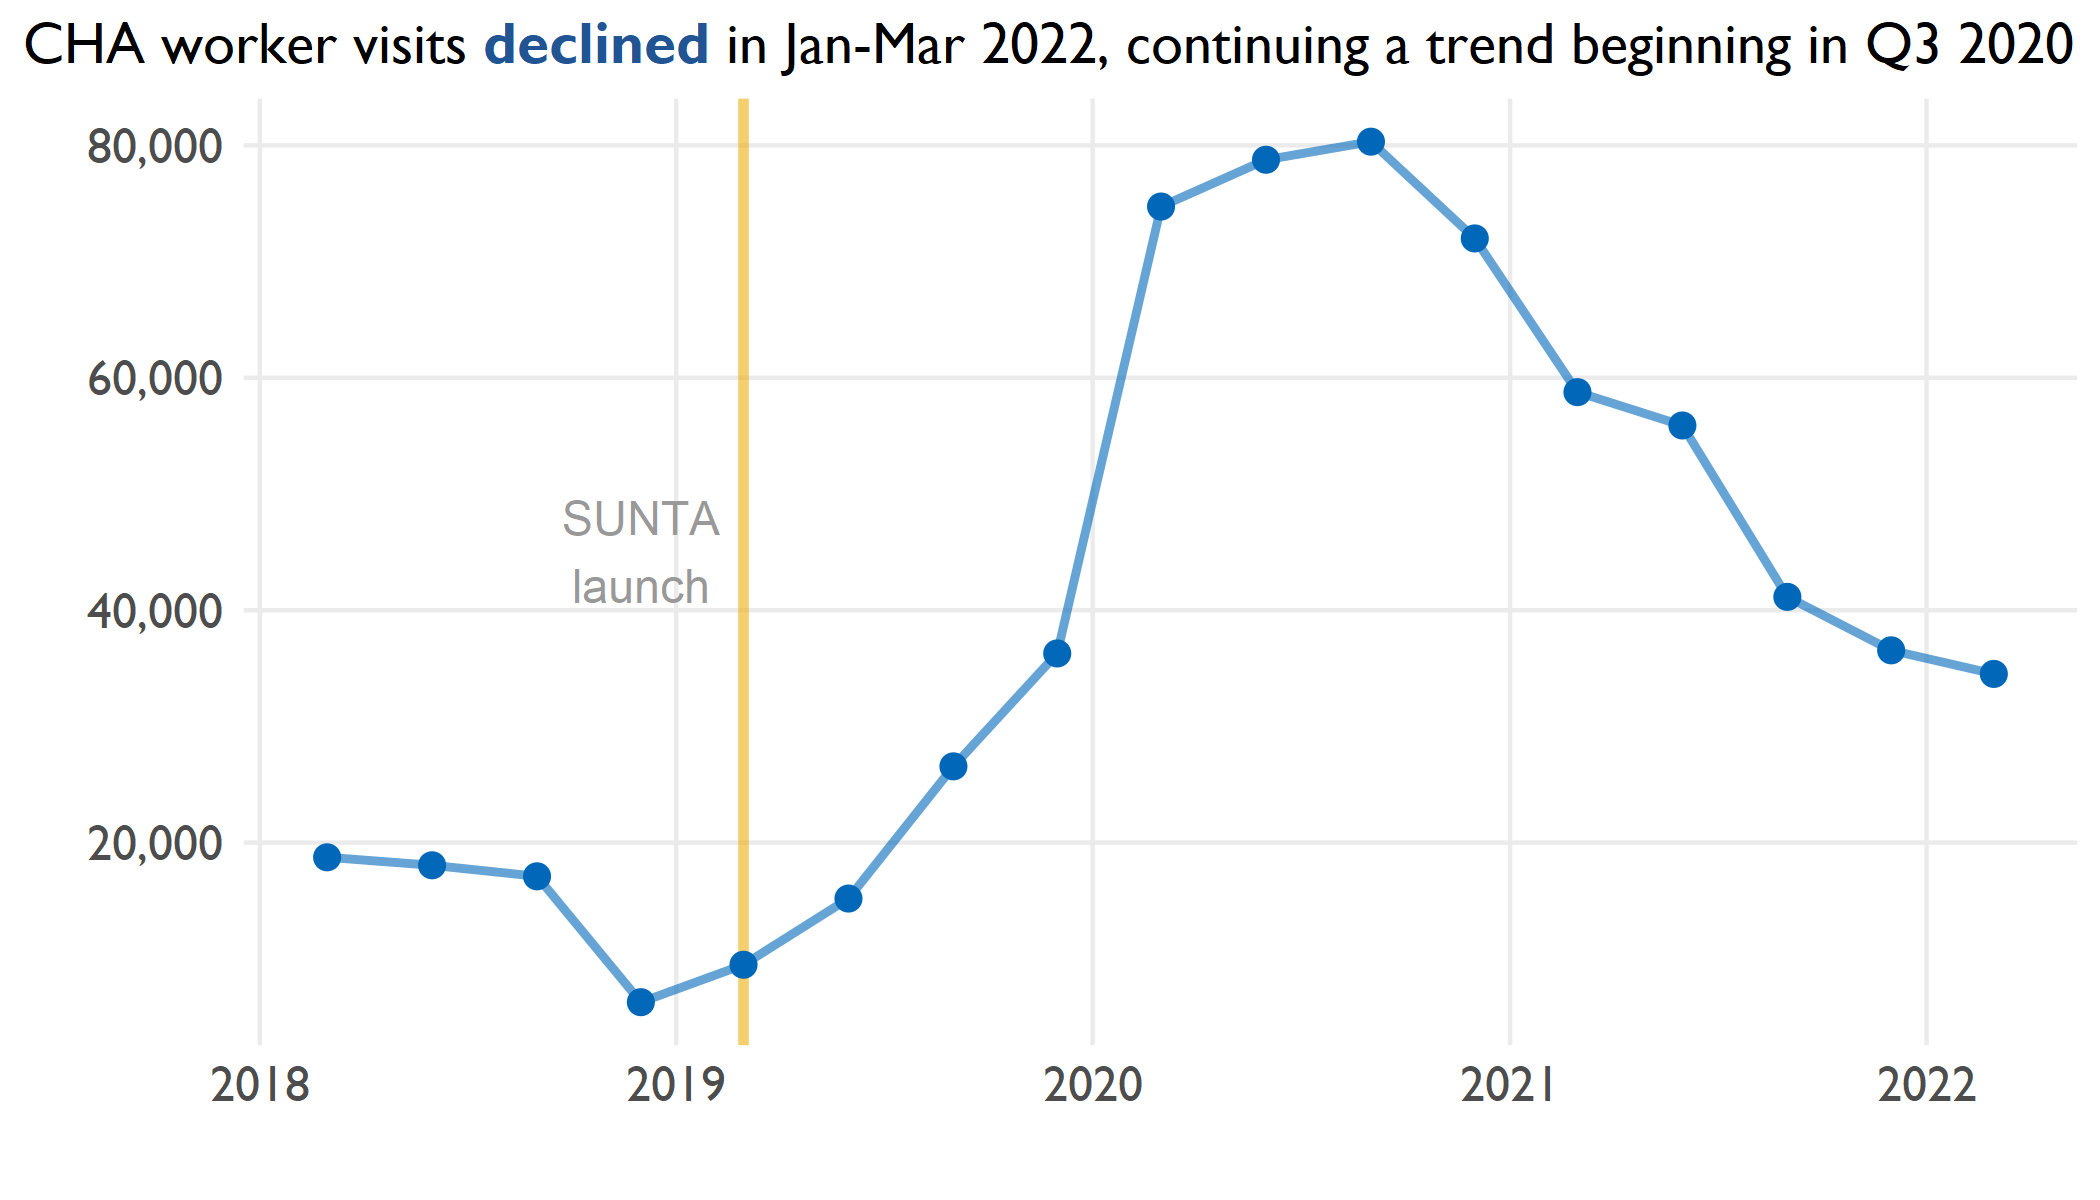 CHA worker visits declined in Jan-Mar 2022, continuing a trend beginning in Q3 2020
80,000
60,000
SUNTA
launch
40,000
20,000
2018 2019 2020 2021 2022